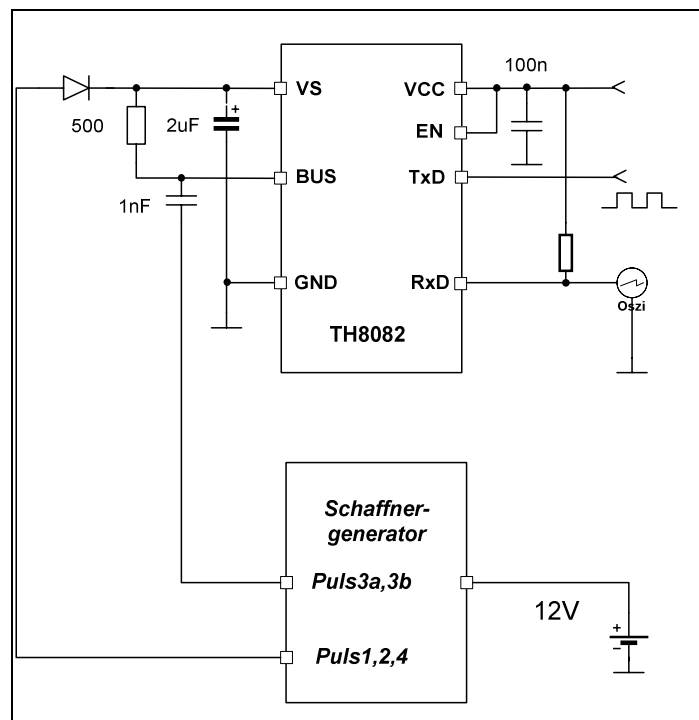 100n
VS
VCC
500
2uF
+
EN
BUS
TxD
1nF
GND
RxD
Oszi
TH8082
Schaffner-
generator
Puls3a,3b
12V
+
−
Puls1,2,4